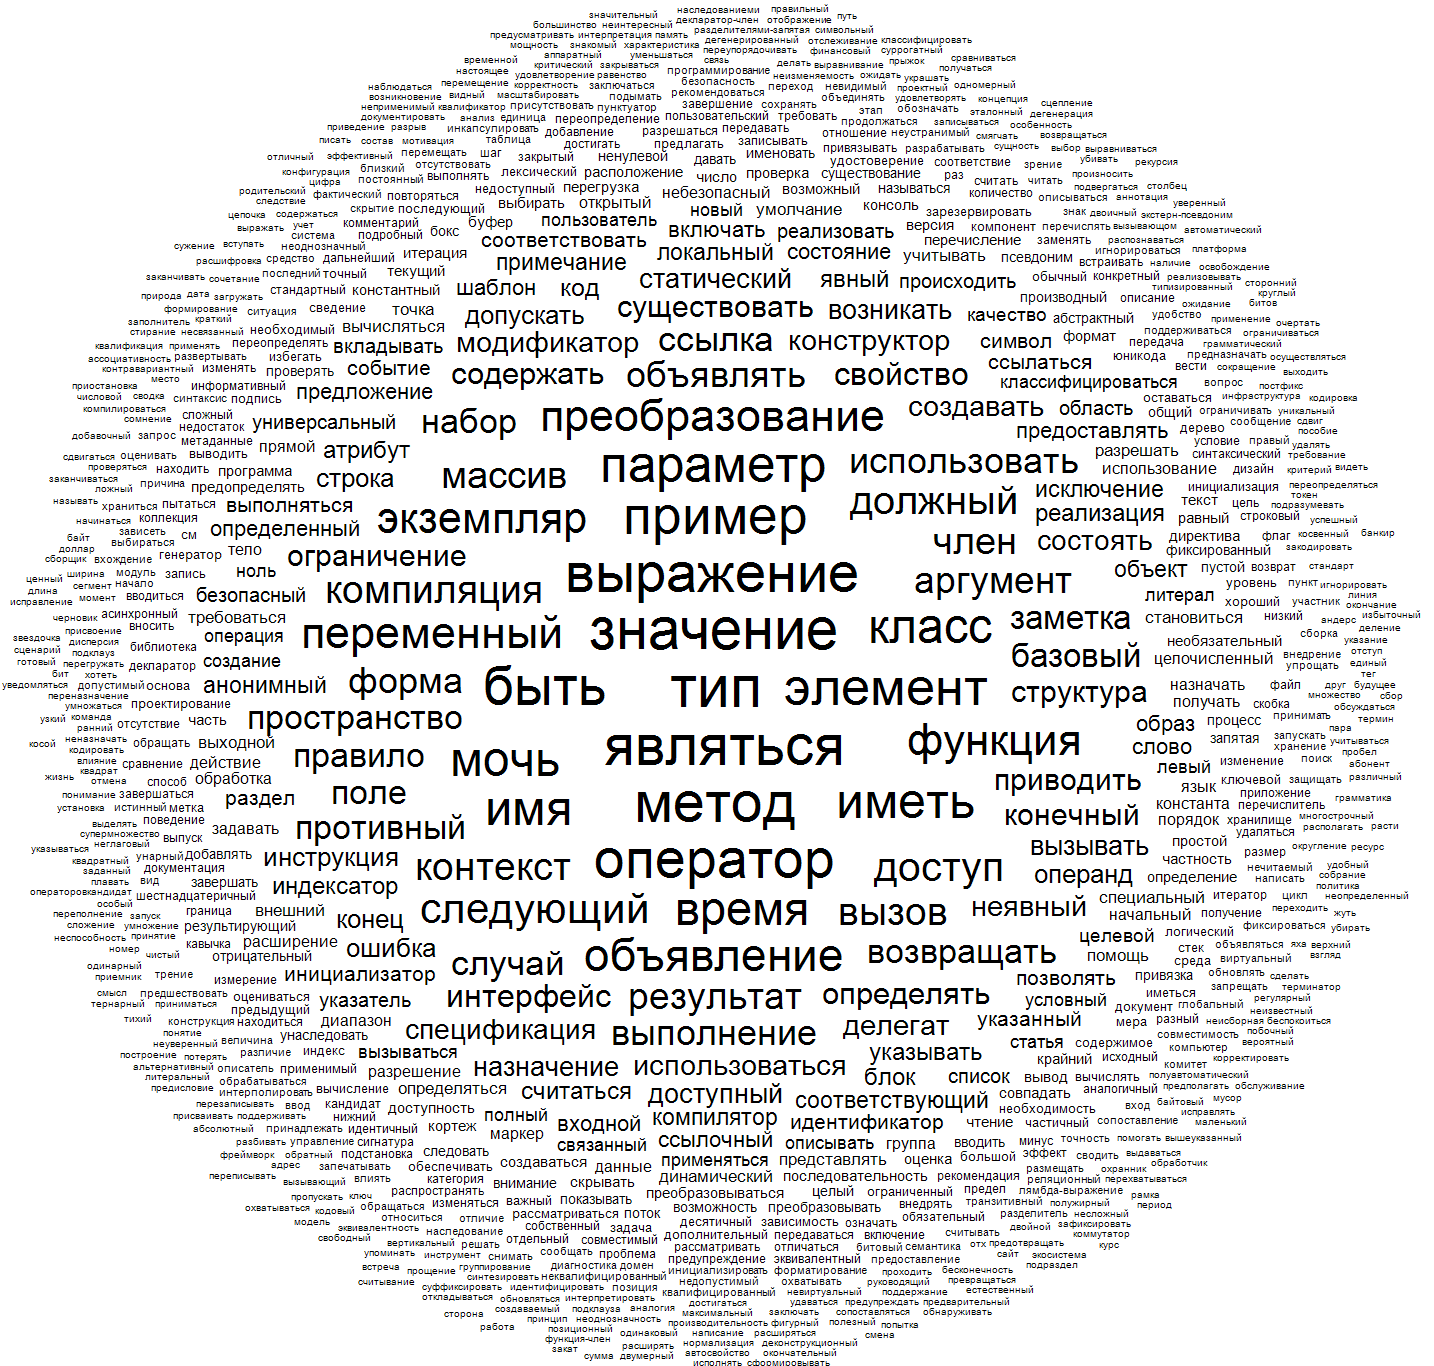 значительный наследованиеми правильный
большинство неинтересный декларатор-член отображение путь
предусматривать интерпретация память разделителями-запятая символьный
мощность знакомый характеристика дегенерированный отслеживание классифицировать
временной аппаратный уменьшаться связь переупорядочивать финансовый суррогатный
настоящее критический закрываться программирование делать выравнивание прыжок сравниваться
наблюдаться перемещение удовлетворение равенство безопасность неизменяемость ожидать украшать получаться
возникновение видный корректность заключаться рекомендоваться переход невидимый проектный одномерный
неприменимый квалификатор масштабировать присутствовать подымать пунктуатор завершение сохранять объединять удовлетворять концепция сцепление
документировать анализ единица переопределение пользовательский требовать этап обозначать эталонный дегенерация
приведение разрыв инкапсулировать добавление разрешаться передавать продолжаться записываться особенность
писать состав мотивация таблица достигать предлагать записывать отношение неустранимый смягчать возвращаться
отличный эффективный перемещать шаг закрытый ненулевой давать именовать привязывать разрабатывать сущность выбор выравниваться
конфигурация близкий отсутствовать лексический расположение число проверка существование удостоверение соответствие зрение убивать рекурсия
цифра постоянный выполнять недоступный перегрузка небезопасный возможный называться раз считать читать произносить
родительский фактический повторяться выбирать открытый новый умолчание консоль количество описываться подвергаться столбец аннотация
следствие скрытие последующий буфер пользователь включать реализовать версия зарезервировать знак двоичный экстерн-псевдоним уверенный
цепочка содержаться комментарий бокс соответствовать локальный состояние учитывать перечисление компонент перечислять вызывающом
выражать учет система подробный итерация примечание псевдоним заменять распознаваться автоматический
сужение вступать неоднозначный дальнейший текущий статический явный происходить встраивать игнорироваться платформа
расшифровка средство последний точный шаблон код существовать возникать обычный конкретный наличие освобождение
заканчивать сочетание стандартный константный допускать качество производный описание реализовывать типизированный сторонний
природа дата загружать ситуация сведение точка модификатор ссылка конструктор символ абстрактный удобство ожидание битов круглый
формирование краткий заполнитель необходимый вычисляться вкладывать формат передача применение очертать
стирание несвязанный переопределять событие содержать объявлять свойство ссылаться юникода поддерживаться ограничиваться грамматический
квалификация применять избегать проверять классифицироваться вести предназначать осуществляться
ассоциативность развертывать изменять предложение создавать область вопрос сокращение выходить
контравариантный место информативный подпись набор преобразование общий оставаться постфикс
приостановка числовой сводка синтаксис универсальный предоставлять дерево ограничивать инфраструктура кодировка
компилироваться сомнение сложный недостаток атрибут условие сообщение уникальный сдвиг
добавочный запрос метаданные прямой строка массив параметр использовать разрешать синтаксический правый удалять пособие
сдвигаться оценивать выводить программа использование дизайн критерий требование видеть
проверяться находить предопределять экземпляр пример должный исключение инициализация переопределяться
заканчиваться ложный причина выполняться реализация текст цель токен подразумевать
называть храниться пытаться определенный член состоять равный строковый успешный
начинаться коллекция зависеть см ограничение директива флаг косвенный банкир
байт доллар выбираться тело фиксированный закодировать
сборщик вхождение генератор ноль компиляция выражение аргумент объект пустой возврат стандарт
ценный ширина модуль запись безопасный литерал уровень пункт игнорировать
длина сегмент начало вводиться хороший участник линия окончание
исправление момент асинхронный требоваться переменный значение класс заметка становиться низкий андерс избыточный
черновик вносить операция базовый необязательный сборка деление
звездочка присвоение дисперсия библиотека создание целочисленный внедрение указание
сценарий подклауз декларатор анонимный форма быть тип элемент структура назначать упрощать отступ
готовый перегружать основа пространство файл друг единый тег
бит хотеть допустимый проектирование получать скобка множество будущее сбор
уведомляться переназначение отсутствие часть правило мочь являться функция образ процесс принимать обсуждаться
умножаться узкий команда ранний выходной слово запятая запускать пара термин
неназначать обращать действие приводить левый изменение хранение поиск учитываться пробел
косой кодировать влияние сравнение обработка поле имя метод иметь язык ключевой защищать абонент
жизнь квадрат отмена способ раздел конечный константа приложение различный
понимание завершаться метка задавать противный порядок перечислитель грамматика
установка истинный поведение хранилище многострочный
выделять супермножество выпуск инструкция контекст оператор доступ вызывать простой удаляться располагать расти
указываться неглаговый унарный добавлять индексатор операнд частность размер округление ресурс
квадратный заданный документация определение нечитаемый удобный
плавать вид завершать конец следующий время вызов неявный специальный написать собрание
операторовкандидат шестнадцатеричный внешний начальный итератор цикл политика неопределенный
особый переполнение запуск граница результирующий ошибка целевой получение переходить жуть
сложение умножение расширение случай объявление возвращать логический фиксироваться убирать
неспособность принятие кавычка отрицательный инициализатор помощь стек объявляться яха верхний
номер чистый среда виртуальный взгляд
одинарный приемник трение измерение указатель интерфейс результат определять позволять привязка обновлять сделать
смысл предшествовать оцениваться условный иметься запрещать терминатор
тернарный приниматься предыдущий диапазон спецификация выполнение делегат указанный документ глобальный регулярный неизвестный
тихий конструкция находиться унаследовать мера разный неисборная беспокоиться
понятие неуверенный величина индекс вызываться статья содержимое совместимость побочный вероятный
построение потерять различие разрешение назначение использоваться указывать крайний исходный компьютер корректировать
альтернативный описатель применимый блок список вывод вычислять комитет полуавтоматический
литеральный обрабатываться вычисление определяться считаться доступный соответствующий совпадать аналогичный предполагать обслуживание
предисловие интерполировать кандидат доступность полный входной компилятор идентификатор необходимость вход байтовый мусор
перезаписывать ввод нижний кортеж маркер чтение частичный сопоставление исправлять
присваивать поддерживать идентичный связанный ссылочный описывать группа вводить минус точность помогать маленький вышеуказанный
абсолютный принадлежать сигнатура следовать применяться представлять оценка большой эффект сводить выдаваться
разбивать управление подстановка создаваться данные размещать охранник обработчик
фреймворк обратный обеспечивать внимание скрывать динамический последовательность рекомендация реляционный перехватываться
адрес запечатывать категория преобразовываться целый ограниченный предел лямбда-выражение рамка
переписывать вызывающий влиять распространять важный показывать возможность преобразовывать внедрять транзитивный полужирный период
пропускать ключ изменяться рассматриваться поток десятичный зависимость означать обязательный разделитель несложный
охватываться кодовый обращаться отличие собственный задача дополнительный передаваться включение двойной зафиксировать
модель относиться наследование отдельный совместимый рассматривать отличаться считывать коммутатор
эквивалентность вертикальный решать сообщать проблема предупреждение эквивалентный битовый семантика отх предотвращать курс
свободный упоминать инструмент снимать диагностика домен инициализировать форматирование предоставление сайт экосистема
встреча прощение группирование неквалифицированный недопустимый охватывать проходить бесконечность подраздел
считывание синтезировать идентифицировать позиция квалифицированный невиртуальный руководящий превращаться
суффиксировать обновляться интерпретировать достигаться удаваться поддержание предупреждать естественный предварительный
откладываться создаваемый подклауза аналогия максимальный заключать сопоставляться обнаруживать
сторона принцип неоднозначность производительность фигурный полезный попытка
работа позиционный одинаковый написание расширяться смена
функция-член расширять нормализация деконструкционный
закат автосвойство окончательный
сумма двумерный исполнять сформировывать